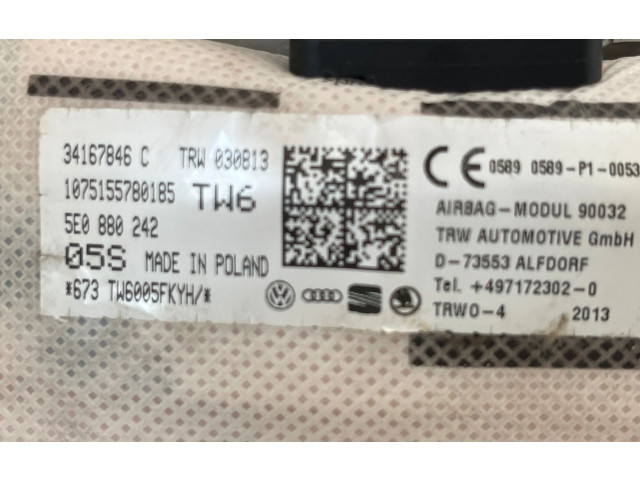 34167846 C TRW 030813
1075155780185 TW6
5E0 880 242
05S MADE IN POLAND
*673 TW6005FKYH/*
CE 0589 0589-P1-0053
AIRBAG-MODUL 90032
TRW AUTOMOTIVE GmbH
D-73553 ALFDORF
Tel. +497172302-0
TRWO-4 2013